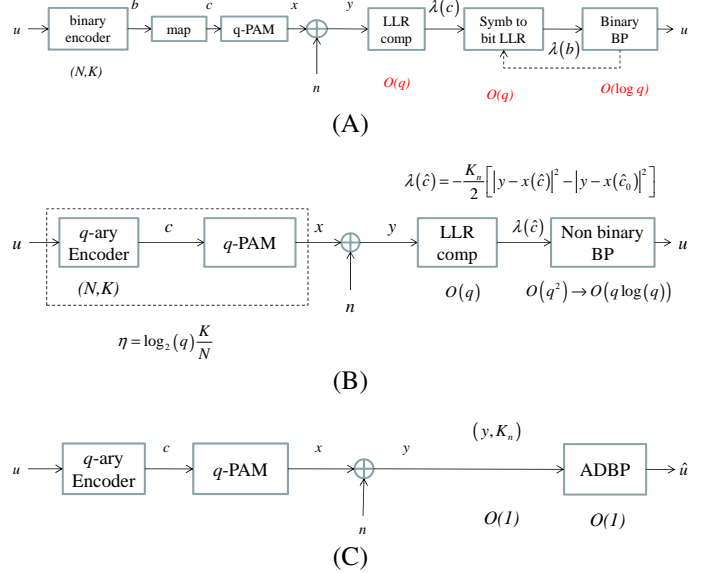 u binary encoder b map c q-PAM x n y LLR comp λ(c) Symb to bit LLR λ(b) Binary BP u
(N,K) O(q) O(q) O(log q)
(A)
λ(ĉ) = −K_n/2 [|y − x(ĉ)|² − |y − x(ĉ₀)|²]
u q-ary Encoder c q-PAM x n y LLR comp λ(ĉ) Non binary BP u
(N,K) O(q) O(q²) → O(q log(q))
η = log₂(q) K/N
(B)
(y, K_n)
u q-ary Encoder c q-PAM x n y ADBP û
O(1) O(1)
(C)